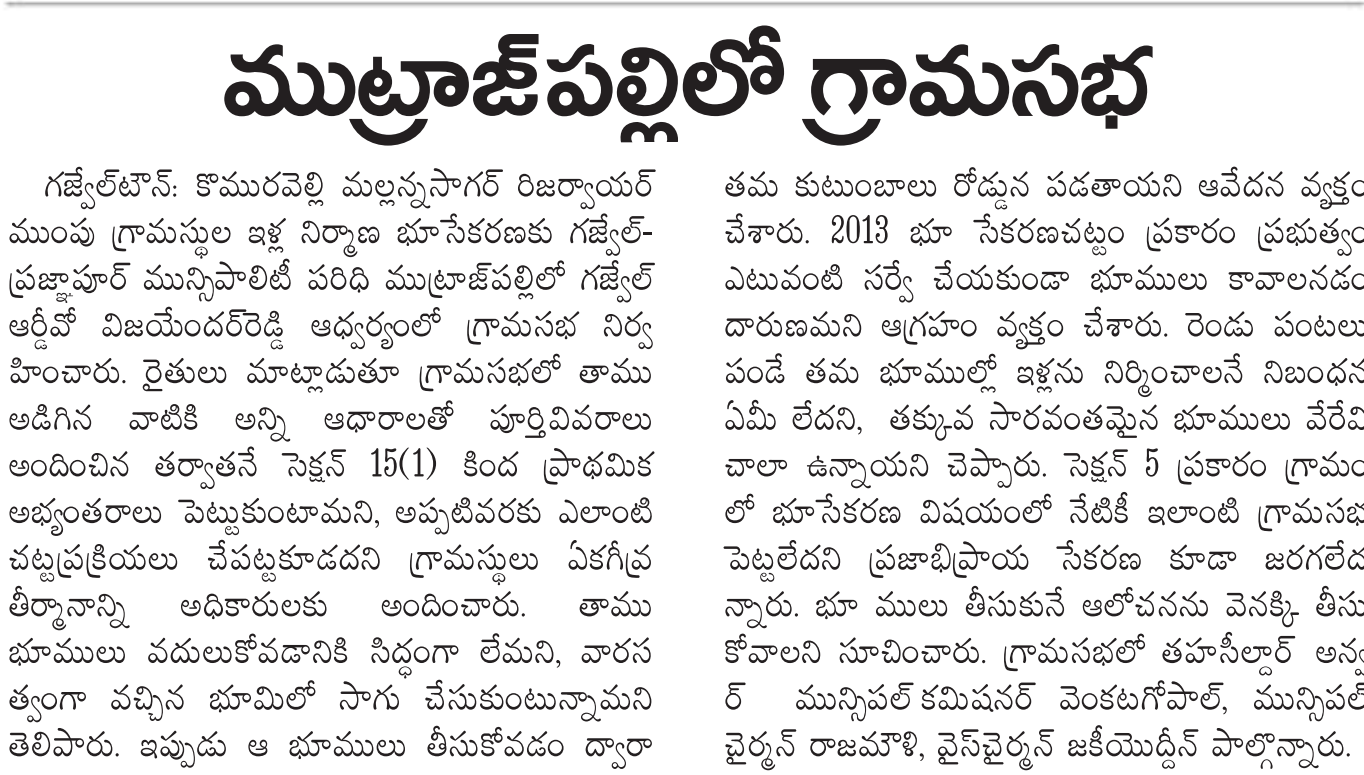 ముట్రాజ్‌పల్లిలో గ్రామసభ
గజ్వేల్‌టౌన్: కొమురవెల్లి మల్లన్నసాగర్ రిజర్వాయర్
ముంపు గ్రామస్థుల ఇళ్ల నిర్మాణ భూసేకరణకు గజ్వేల్-
ప్రజ్ఞాపూర్ మున్సిపాలిటీ పరిధి ముట్రాజ్‌పల్లిలో గజ్వేల్
ఆర్డీవో విజయేందర్‌రెడ్డి ఆధ్వర్యంలో గ్రామసభ నిర్వ
హించారు. రైతులు మాట్లాడుతూ గ్రామసభలో తాము
అడిగిన వాటికి అన్ని ఆధారాలతో పూర్తివివరాలు
అందించిన తర్వాతనే సెక్షన్ 15(1) కింద ప్రాథమిక
అభ్యంతరాలు పెట్టుకుంటామని, అప్పటివరకు ఎలాంటి
చట్టప్రక్రియలు చేపట్టకూడదని గ్రామస్థులు ఏకగ్రీవ
తీర్మానాన్ని అధికారులకు అందించారు. తాము
భూములు వదులుకోవడానికి సిద్ధంగా లేమని, వారస
త్వంగా వచ్చిన భూమిలో సాగు చేసుకుంటున్నామని
తెలిపారు. ఇప్పుడు ఆ భూములు తీసుకోవడం ద్వారా
తమ కుటుంబాలు రోడ్డున పడతాయని ఆవేదన వ్యక్తం
చేశారు. 2013 భూ సేకరణచట్టం ప్రకారం ప్రభుత్వం
ఎటువంటి సర్వే చేయకుండా భూములు కావాలనడం
దారుణమని ఆగ్రహం వ్యక్తం చేశారు. రెండు పంటలు
పండే తమ భూముల్లో ఇళ్లను నిర్మించాలనే నిబంధన
ఏమీ లేదని, తక్కువ సారవంతమైన భూములు వేరేవి
చాలా ఉన్నాయని చెప్పారు. సెక్షన్ 5 ప్రకారం గ్రామం
లో భూసేకరణ విషయంలో నేటికీ ఇలాంటి గ్రామసభ
పెట్టలేదని ప్రజాభిప్రాయ సేకరణ కూడా జరగలేద
న్నారు. భూ ములు తీసుకునే ఆలోచనను వెనక్కి తీసు
కోవాలని సూచించారు. గ్రామసభలో తహసీల్దార్ అన్వ
ర్ మున్సిపల్ కమిషనర్ వెంకటగోపాల్, మున్సిపల్
చైర్మన్ రాజమౌళి, వైస్‌చైర్మన్ జకీయొద్దీన్ పాల్గొన్నారు.